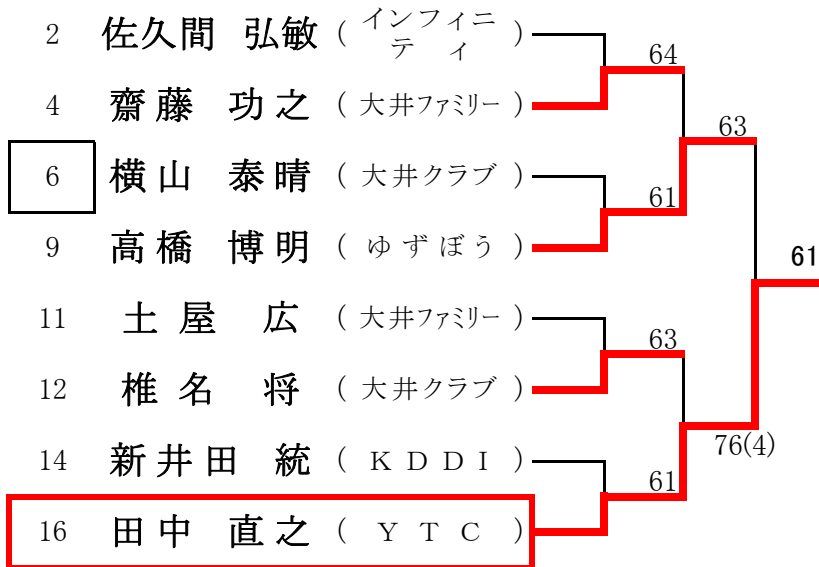 2 佐久間 弘敏 ( インフィニティ )
64
4 齋藤 功之 ( 大井ファミリー )
63
6 横山 泰晴 ( 大井クラブ )
61
9 高橋 博明 ( ゆずぼう )
61
11 土屋 広 ( 大井ファミリー )
63
12 椎名 将 ( 大井クラブ )
76(4)
14 新井田 統 ( KDDI )
61
16 田中 直之 ( YTC )